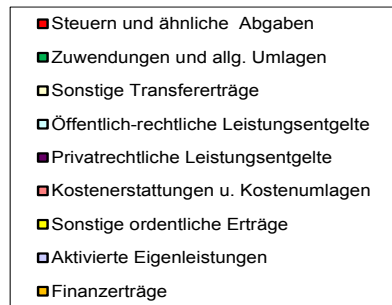 Steuern und ähnliche Abgaben
Zuwendungen und allg. Umlagen
Sonstige Transfererträge
Öffentlich-rechtliche Leistungsentgelte
Privatrechtliche Leistungsentgelte
Kostenerstattungen u. Kostenumlagen
Sonstige ordentliche Erträge
Aktivierte Eigenleistungen
Finanzerträge